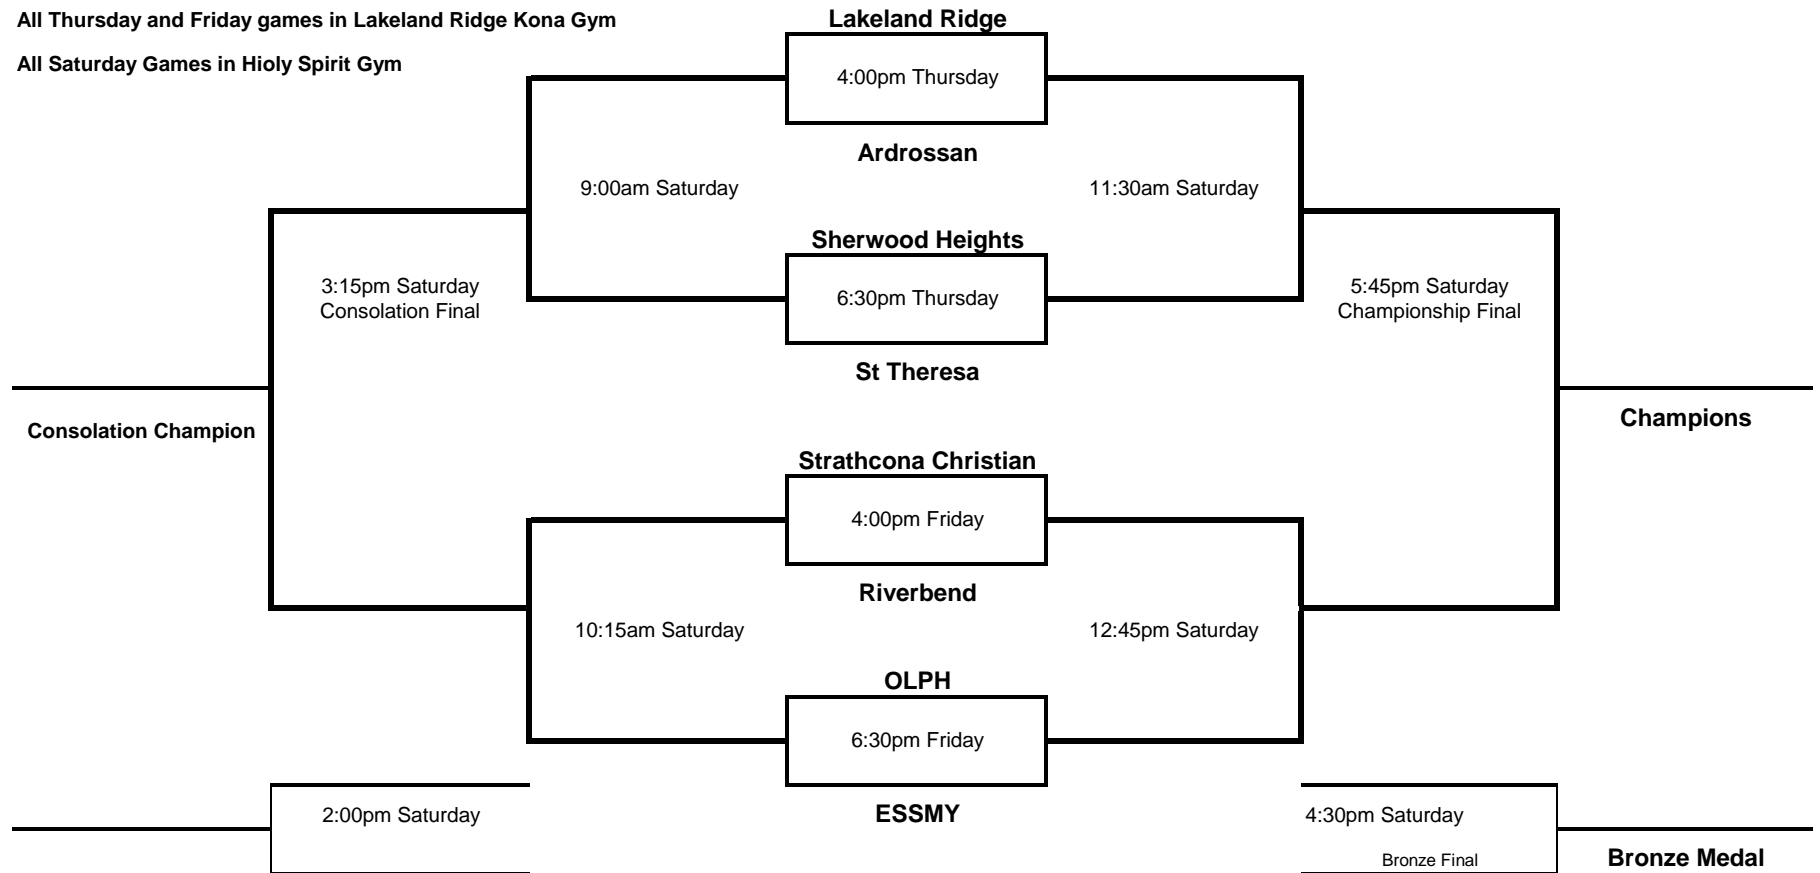 All Thursday and Friday games in Lakeland Ridge Kona Gym
Lakeland Ridge
All Saturday Games in Hioly Spirit Gym
4:00pm Thursday
Ardrossan
9:00am Saturday
11:30am Saturday
Sherwood Heights
3:15pm Saturday
Consolation Final
6:30pm Thursday
5:45pm Saturday
Championship Final
St Theresa
Consolation Champion
Champions
Strathcona Christian
4:00pm Friday
Riverbend
10:15am Saturday
12:45pm Saturday
OLPH
6:30pm Friday
ESSMY
2:00pm Saturday
4:30pm Saturday
Bronze Final
Bronze Medal